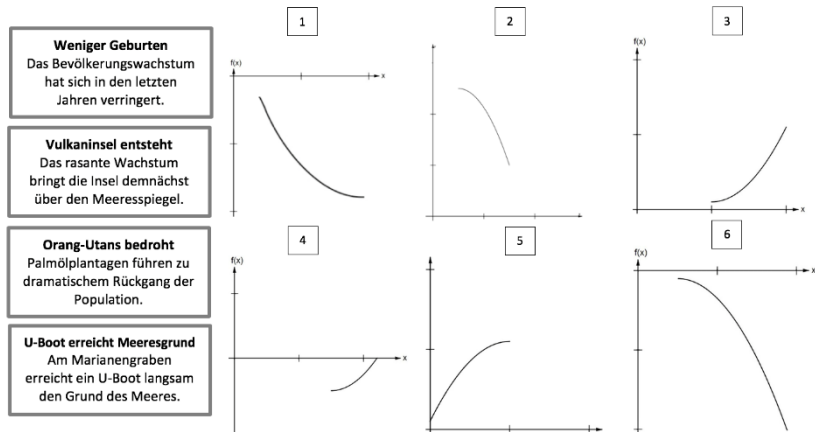 Weniger Geburten
Das Bevölkerungswachstum
hat sich in den letzten
Jahren verringert.
Vulkaninsel entsteht
Das rasante Wachstum
bringt die Insel demnächst
über den Meeresspiegel.
Orang-Utans bedroht
Palmölplantagen führen zu
dramatischem Rückgang der
Population.
U-Boot erreicht Meeresgrund
Am Marianengraben
erreicht ein U-Boot langsam
den Grund des Meeres.
1
f(x)
x
2
x
3
f(x)
x
4
f(x)
x
5
f(x)
x
6
f(x)
x